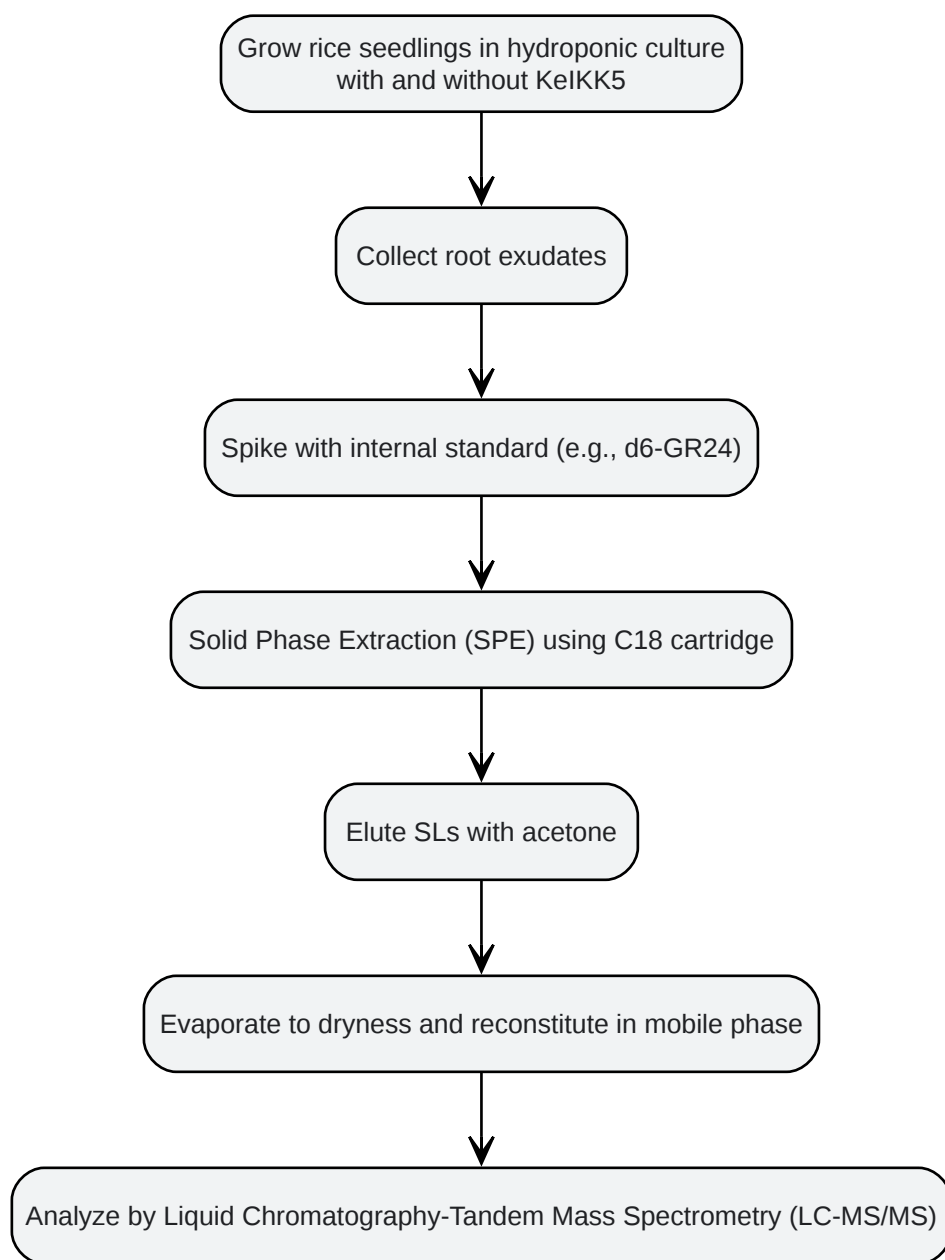 Grow rice seedlings in hydroponic culture
with and without KeIKK5
Collect root exudates
Spike with internal standard (e.g., d6-GR24)
Solid Phase Extraction (SPE) using C18 cartridge
Elute SLs with acetone
Evaporate to dryness and reconstitute in mobile phase
Analyze by Liquid Chromatography-Tandem Mass Spectrometry (LC-MS/MS)